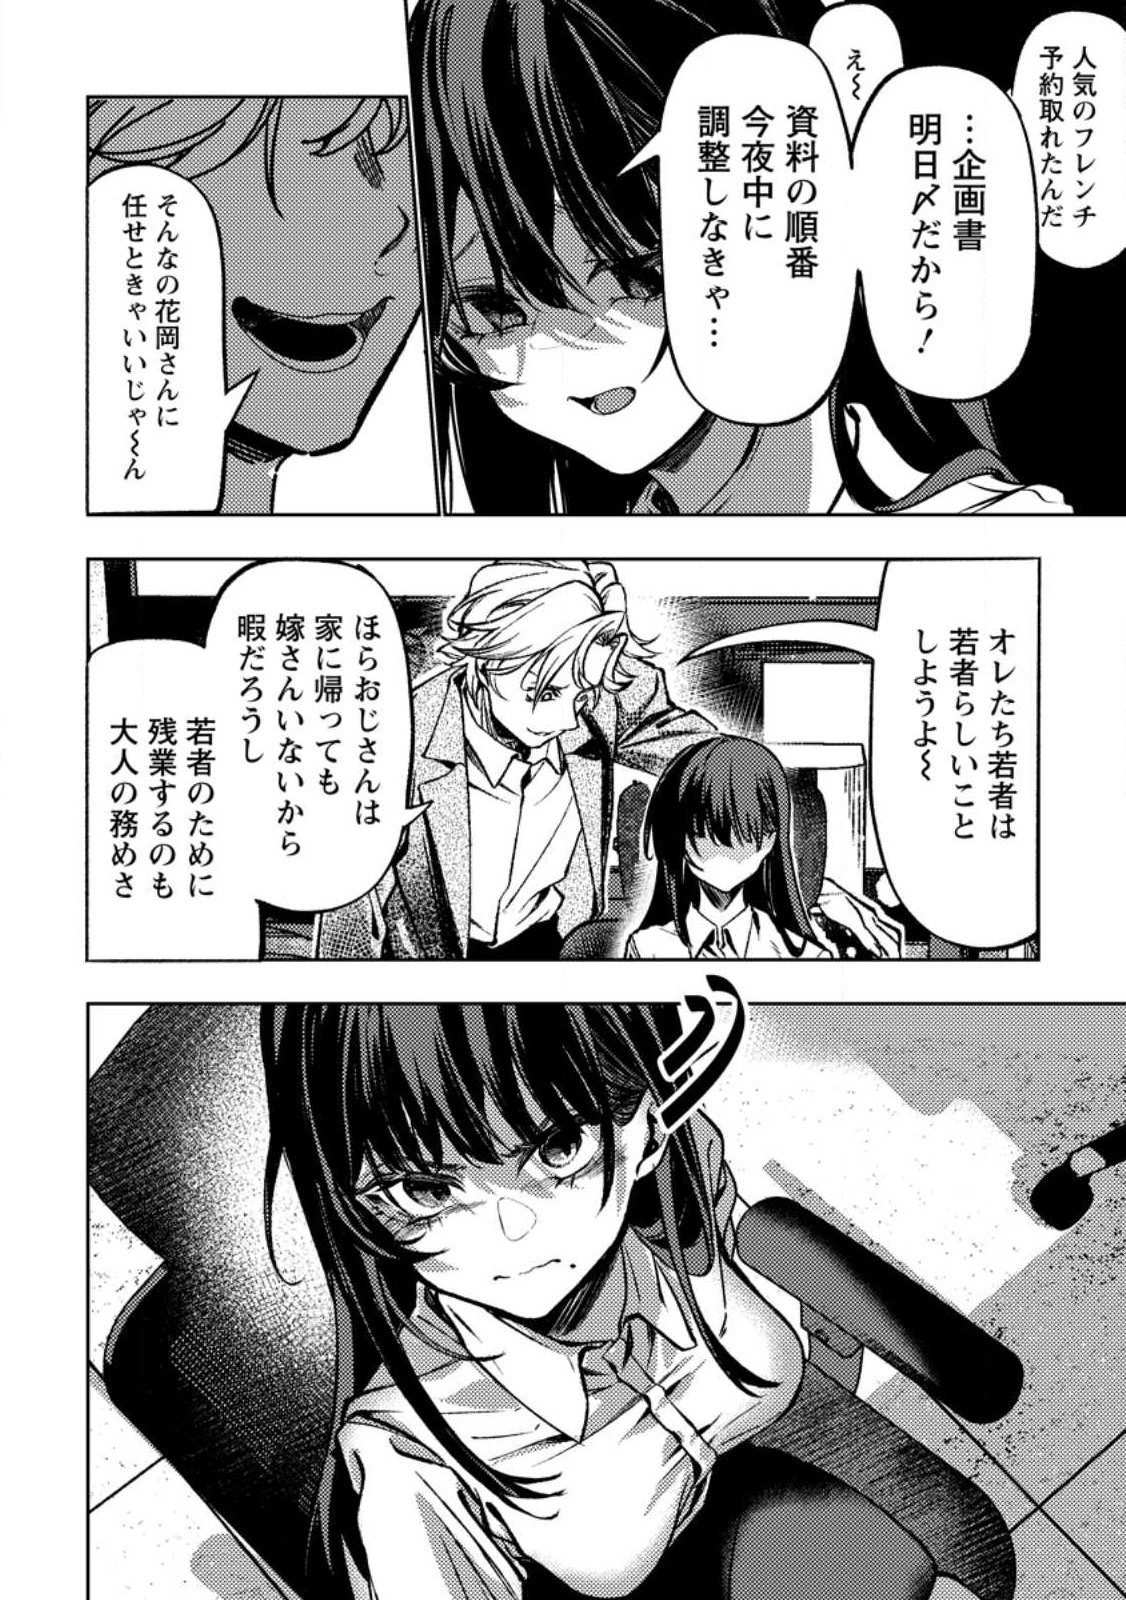 人気のフレンチ
予約取れたんだ
え〜
…企画書
明日〆だから！
資料の順番
今夜中に
調整しなきゃ…
そんなの花岡さんに
任せときゃいいじゃ〜ん
オレたち若者は
若者らしいこと
しようよ〜
ほらおじさんは
家に帰っても
嫁さんいないから
暇だろうし
若者のために
残業するのも
大人の務めさ